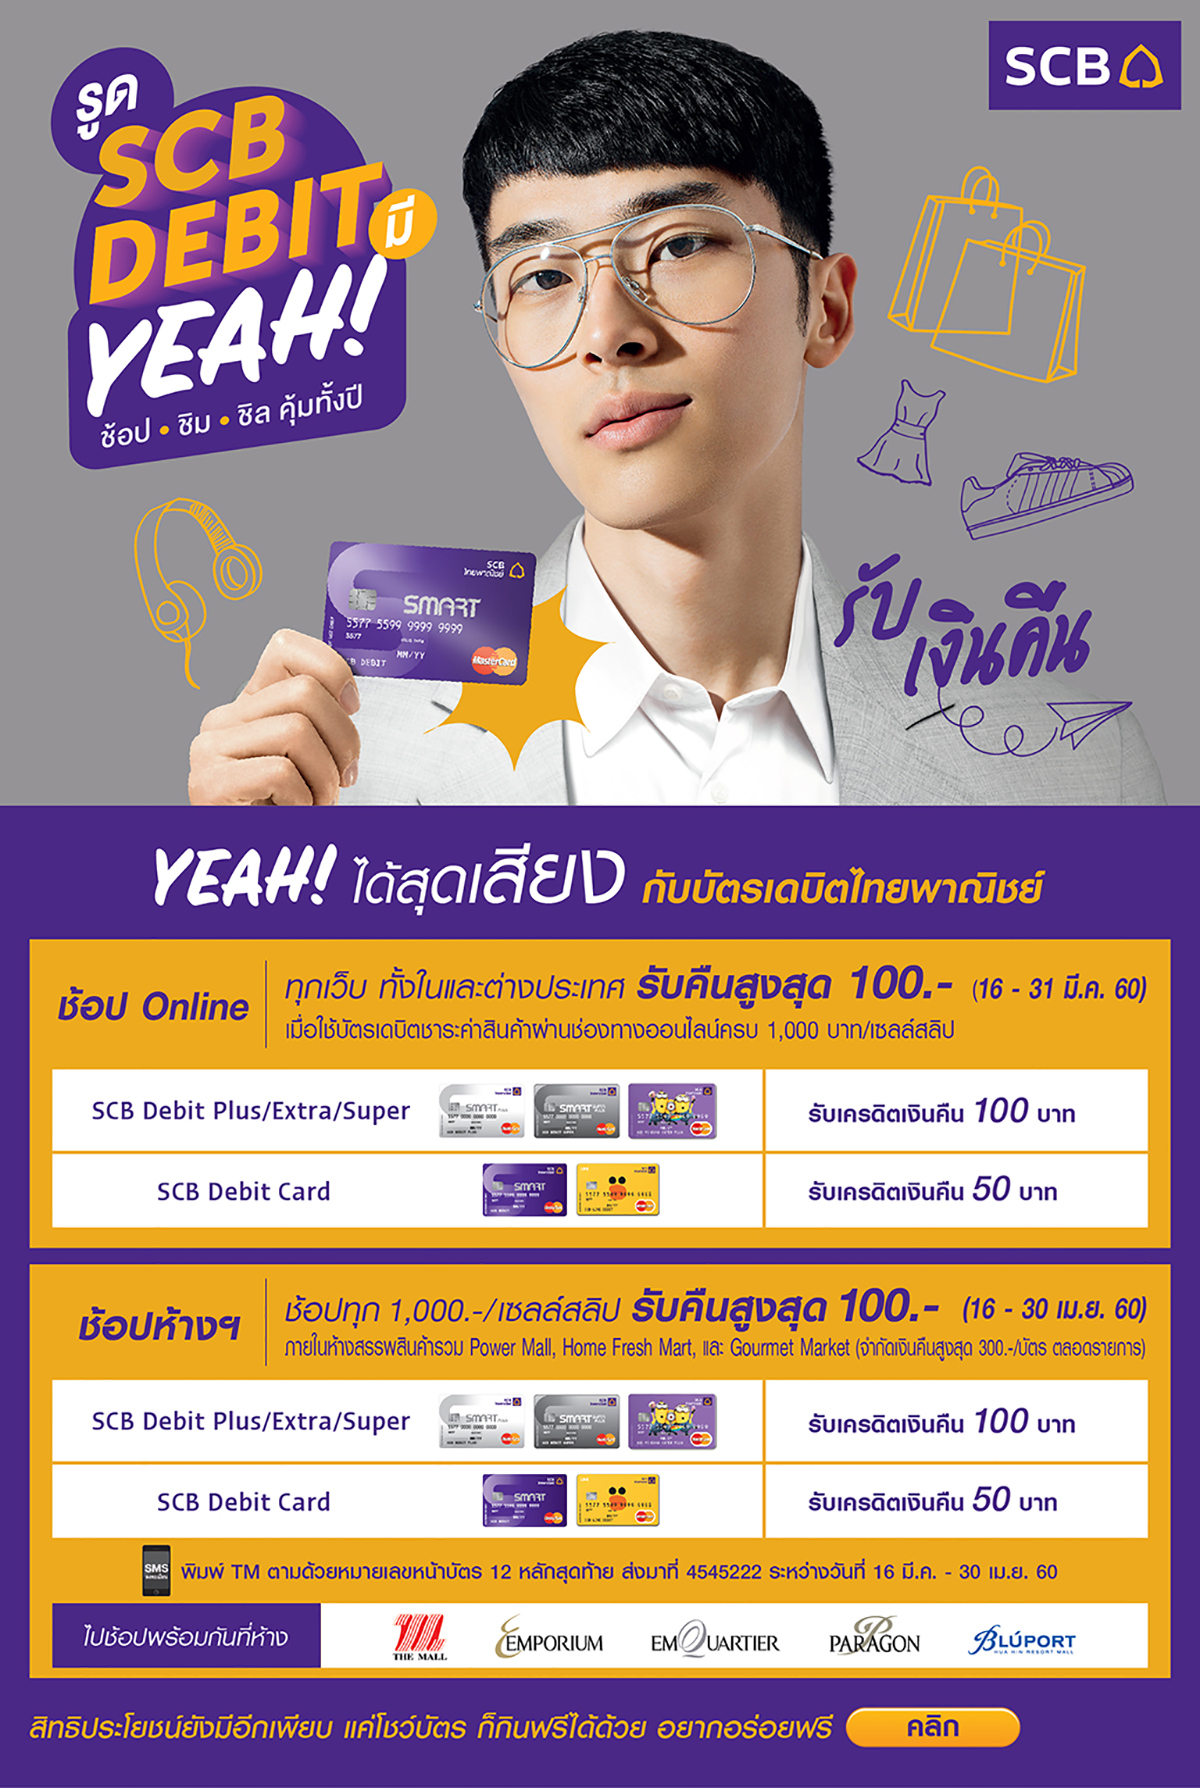 รูด
SCB
DEBIT มี
YEAH!
ช้อป • ชิม • ชิล คุ้มทั้งปี
SCB
SCB
ไทยพาณิชย์
SMART
5577 5599 9999 9999
5577
MM/YY
SCB DEBIT
MasterCard
รับ
เงินคืน
YEAH! ได้สุดเสียง กับบัตรเดบิตไทยพาณิชย์
ช้อป Online
ทุกเว็บ ทั้งในและต่างประเทศ รับคืนสูงสุด 100.- (16 - 31 มี.ค. 60)
เมื่อใช้บัตรเดบิตชาระค่าสินค้าผ่านช่องทางออนไลน์ครบ 1,000 บาท/เซลล์สลิป
SCB Debit Plus/Extra/Super
รับเครดิตเงินคืน 100 บาท
SCB Debit Card
รับเครดิตเงินคืน 50 บาท
ช้อปห้างฯ
ช้อปทุก 1,000.-/เซลล์สลิป รับคืนสูงสุด 100.- (16 - 30 เม.ย. 60)
ภายในห้างสรรพสินค้ารวม Power Mall, Home Fresh Mart, และ Gourmet Market (จำกัดเงินคืนสูงสุด 300.-/บัตร ตลอดรายการ)
SCB Debit Plus/Extra/Super
รับเครดิตเงินคืน 100 บาท
SCB Debit Card
รับเครดิตเงินคืน 50 บาท
SMS
พิมพ์ TM ตามด้วยหมายเลขหน้าบัตร 12 หลักสุดท้าย ส่งมาที่ 4545222 ระหว่างวันที่ 16 มี.ค. - 30 เม.ย. 60
ไปช้อปพร้อมกันที่ห้าง
THE MALL
EMPORIUM
EMQUARTIER
PARAGON
BLÚPORT
HUA HIN RESORT MALL
สิทธิประโยชน์ยังมีอีกเพียบ แค่โชว์บัตร ก็กินฟรีได้ด้วย อยากอร่อยฟรี คลิก